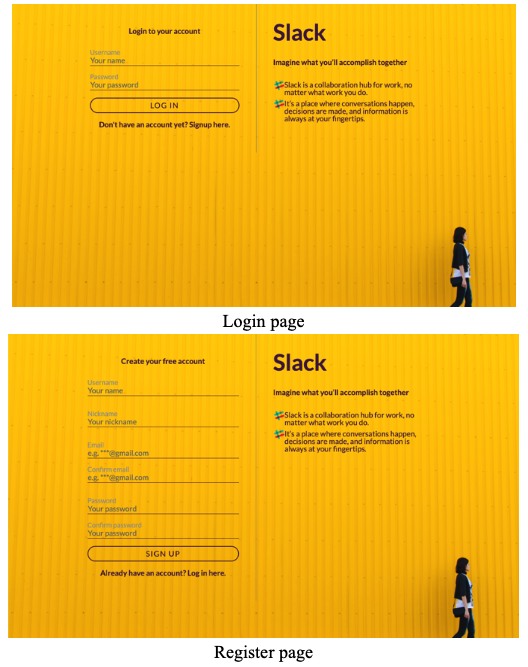 Login to your account
Username
Your name
Password
Your password
LOG IN
Don't have an account yet? Signup here.
Slack
Imagine what you'll accomplish together
Slack is a collaboration hub for work, no
matter what work you do.
It's a place where conversations happen,
decisions are made, and information is
always at your fingertips.
Login page
Create your free account
Username
Your name
Nickname
Your nickname
Email
e.g. ***@gmail.com
Confirm email
e.g. ***@gmail.com
Password
Your password
Confirm password
Your password
SIGN UP
Already have an account? Log in here.
Slack
Imagine what you'll accomplish together
Slack is a collaboration hub for work, no
matter what work you do.
It's a place where conversations happen,
decisions are made, and information is
always at your fingertips.
Register page